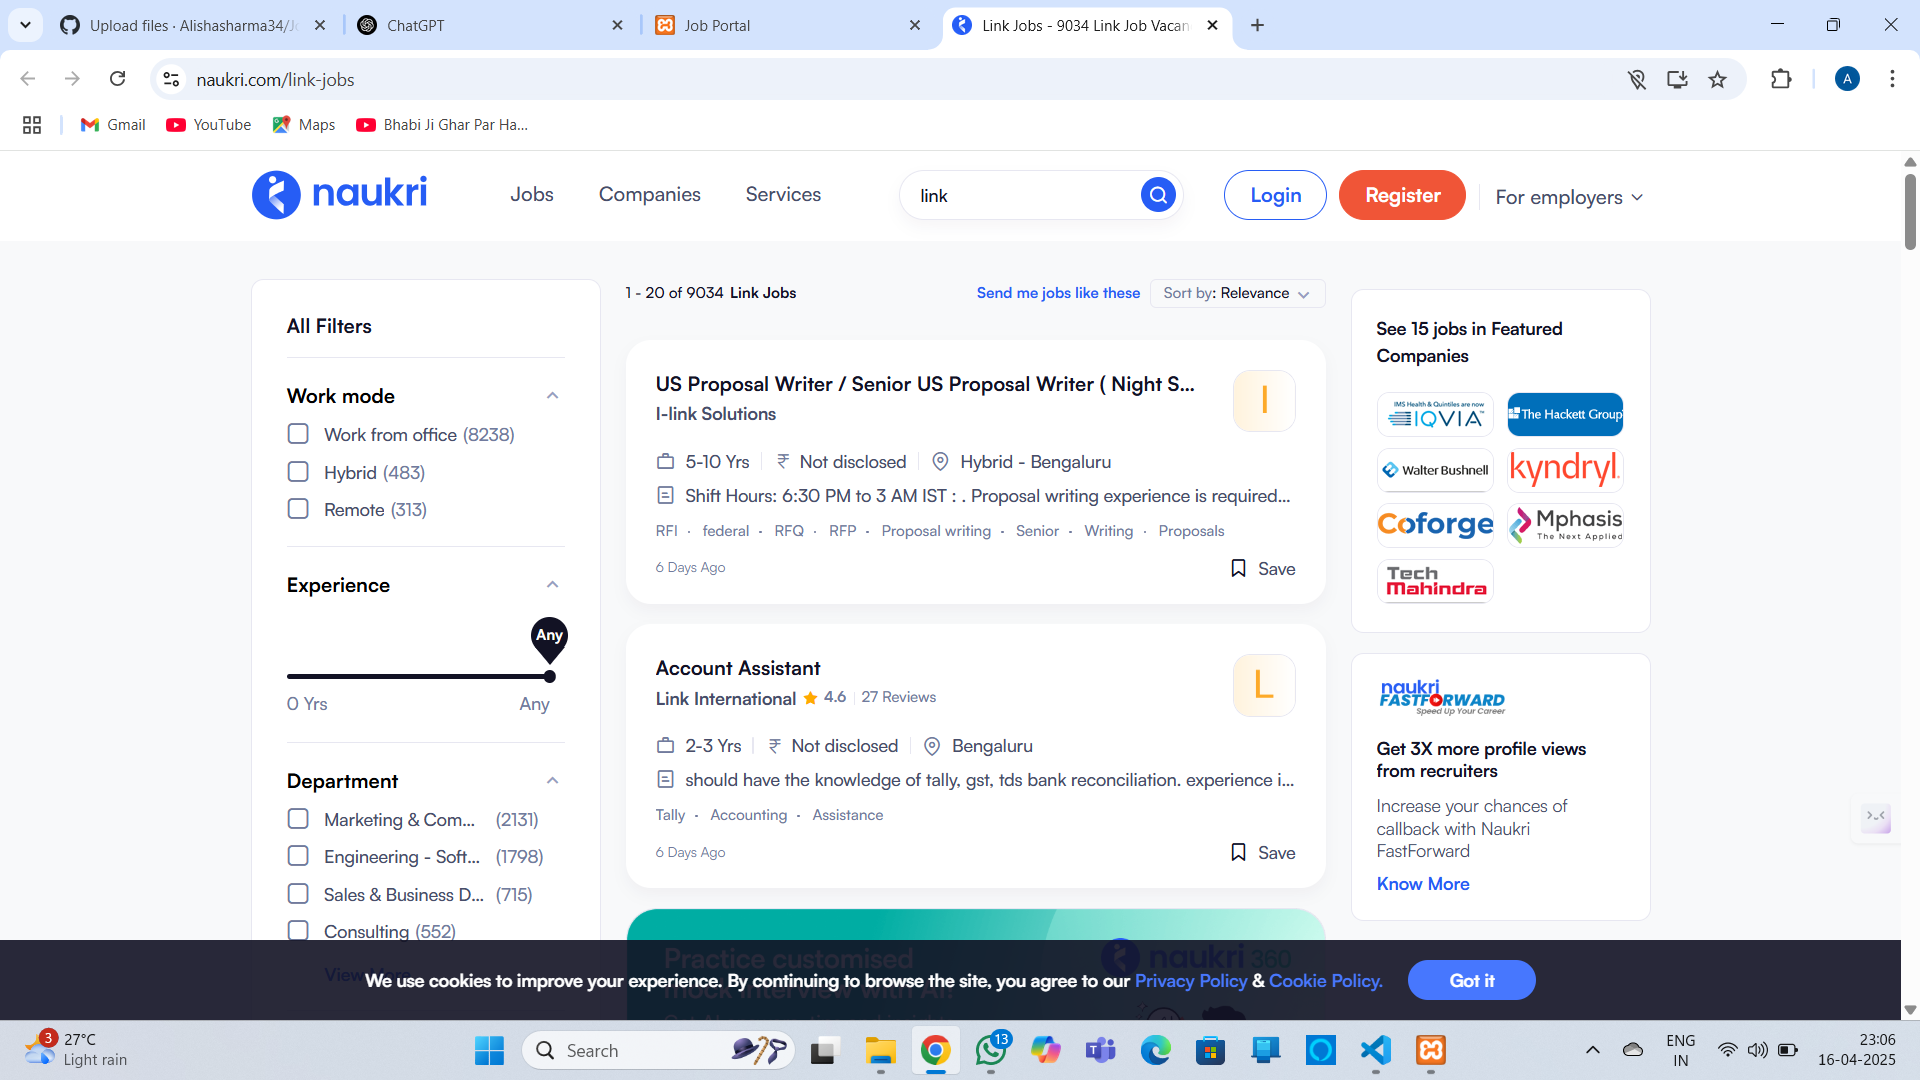 Upload files · Alishasharma34/Jo
ChatGPT
Job Portal
Link Jobs - 9034 Link Job Vacan
naukri.com/link-jobs
A
Gmail
YouTube
Maps
Bhabi Ji Ghar Par Ha...
naukri
Jobs
Companies
Services
link
Login
Register
For employers
All Filters
Work mode
Work from office (8238)
Hybrid (483)
Remote (313)
Experience
Any
0 Yrs
Any
Department
Marketing & Com... (2131)
Engineering - Soft... (1798)
Sales & Business D... (715)
Consulting (552)
View More
1 - 20 of 9034 Link Jobs
Send me jobs like these
Sort by: Relevance
US Proposal Writer / Senior US Proposal Writer ( Night S...
I-link Solutions
I
5-10 Yrs
₹ Not disclosed
Hybrid - Bengaluru
Shift Hours: 6:30 PM to 3 AM IST : . Proposal writing experience is required...
RFI · federal · RFQ · RFP · Proposal writing · Senior · Writing · Proposals
6 Days Ago
Save
Account Assistant
Link International 4.6 27 Reviews
L
2-3 Yrs
₹ Not disclosed
Bengaluru
should have the knowledge of tally, gst, tds bank reconciliation. experience i...
Tally · Accounting · Assistance
6 Days Ago
Save
Practice customised
mock interview with AI!
naukri 360
See 15 jobs in Featured
Companies
IMS Health & Quintiles are now
IQVIA
The Hackett Group
Walter Bushnell
kyndryl
Coforge
Mphasis
The Next Applied
Tech
Mahindra
naukri
FASTFORWARD
Speed Up Your Career
Get 3X more profile views
from recruiters
Increase your chances of
callback with Naukri
FastForward
Know More
We use cookies to improve your experience. By continuing to browse the site, you agree to our Privacy Policy & Cookie Policy.
Got it
3
27°C
Light rain
Search
13
ENG
IN
23:06
16-04-2025